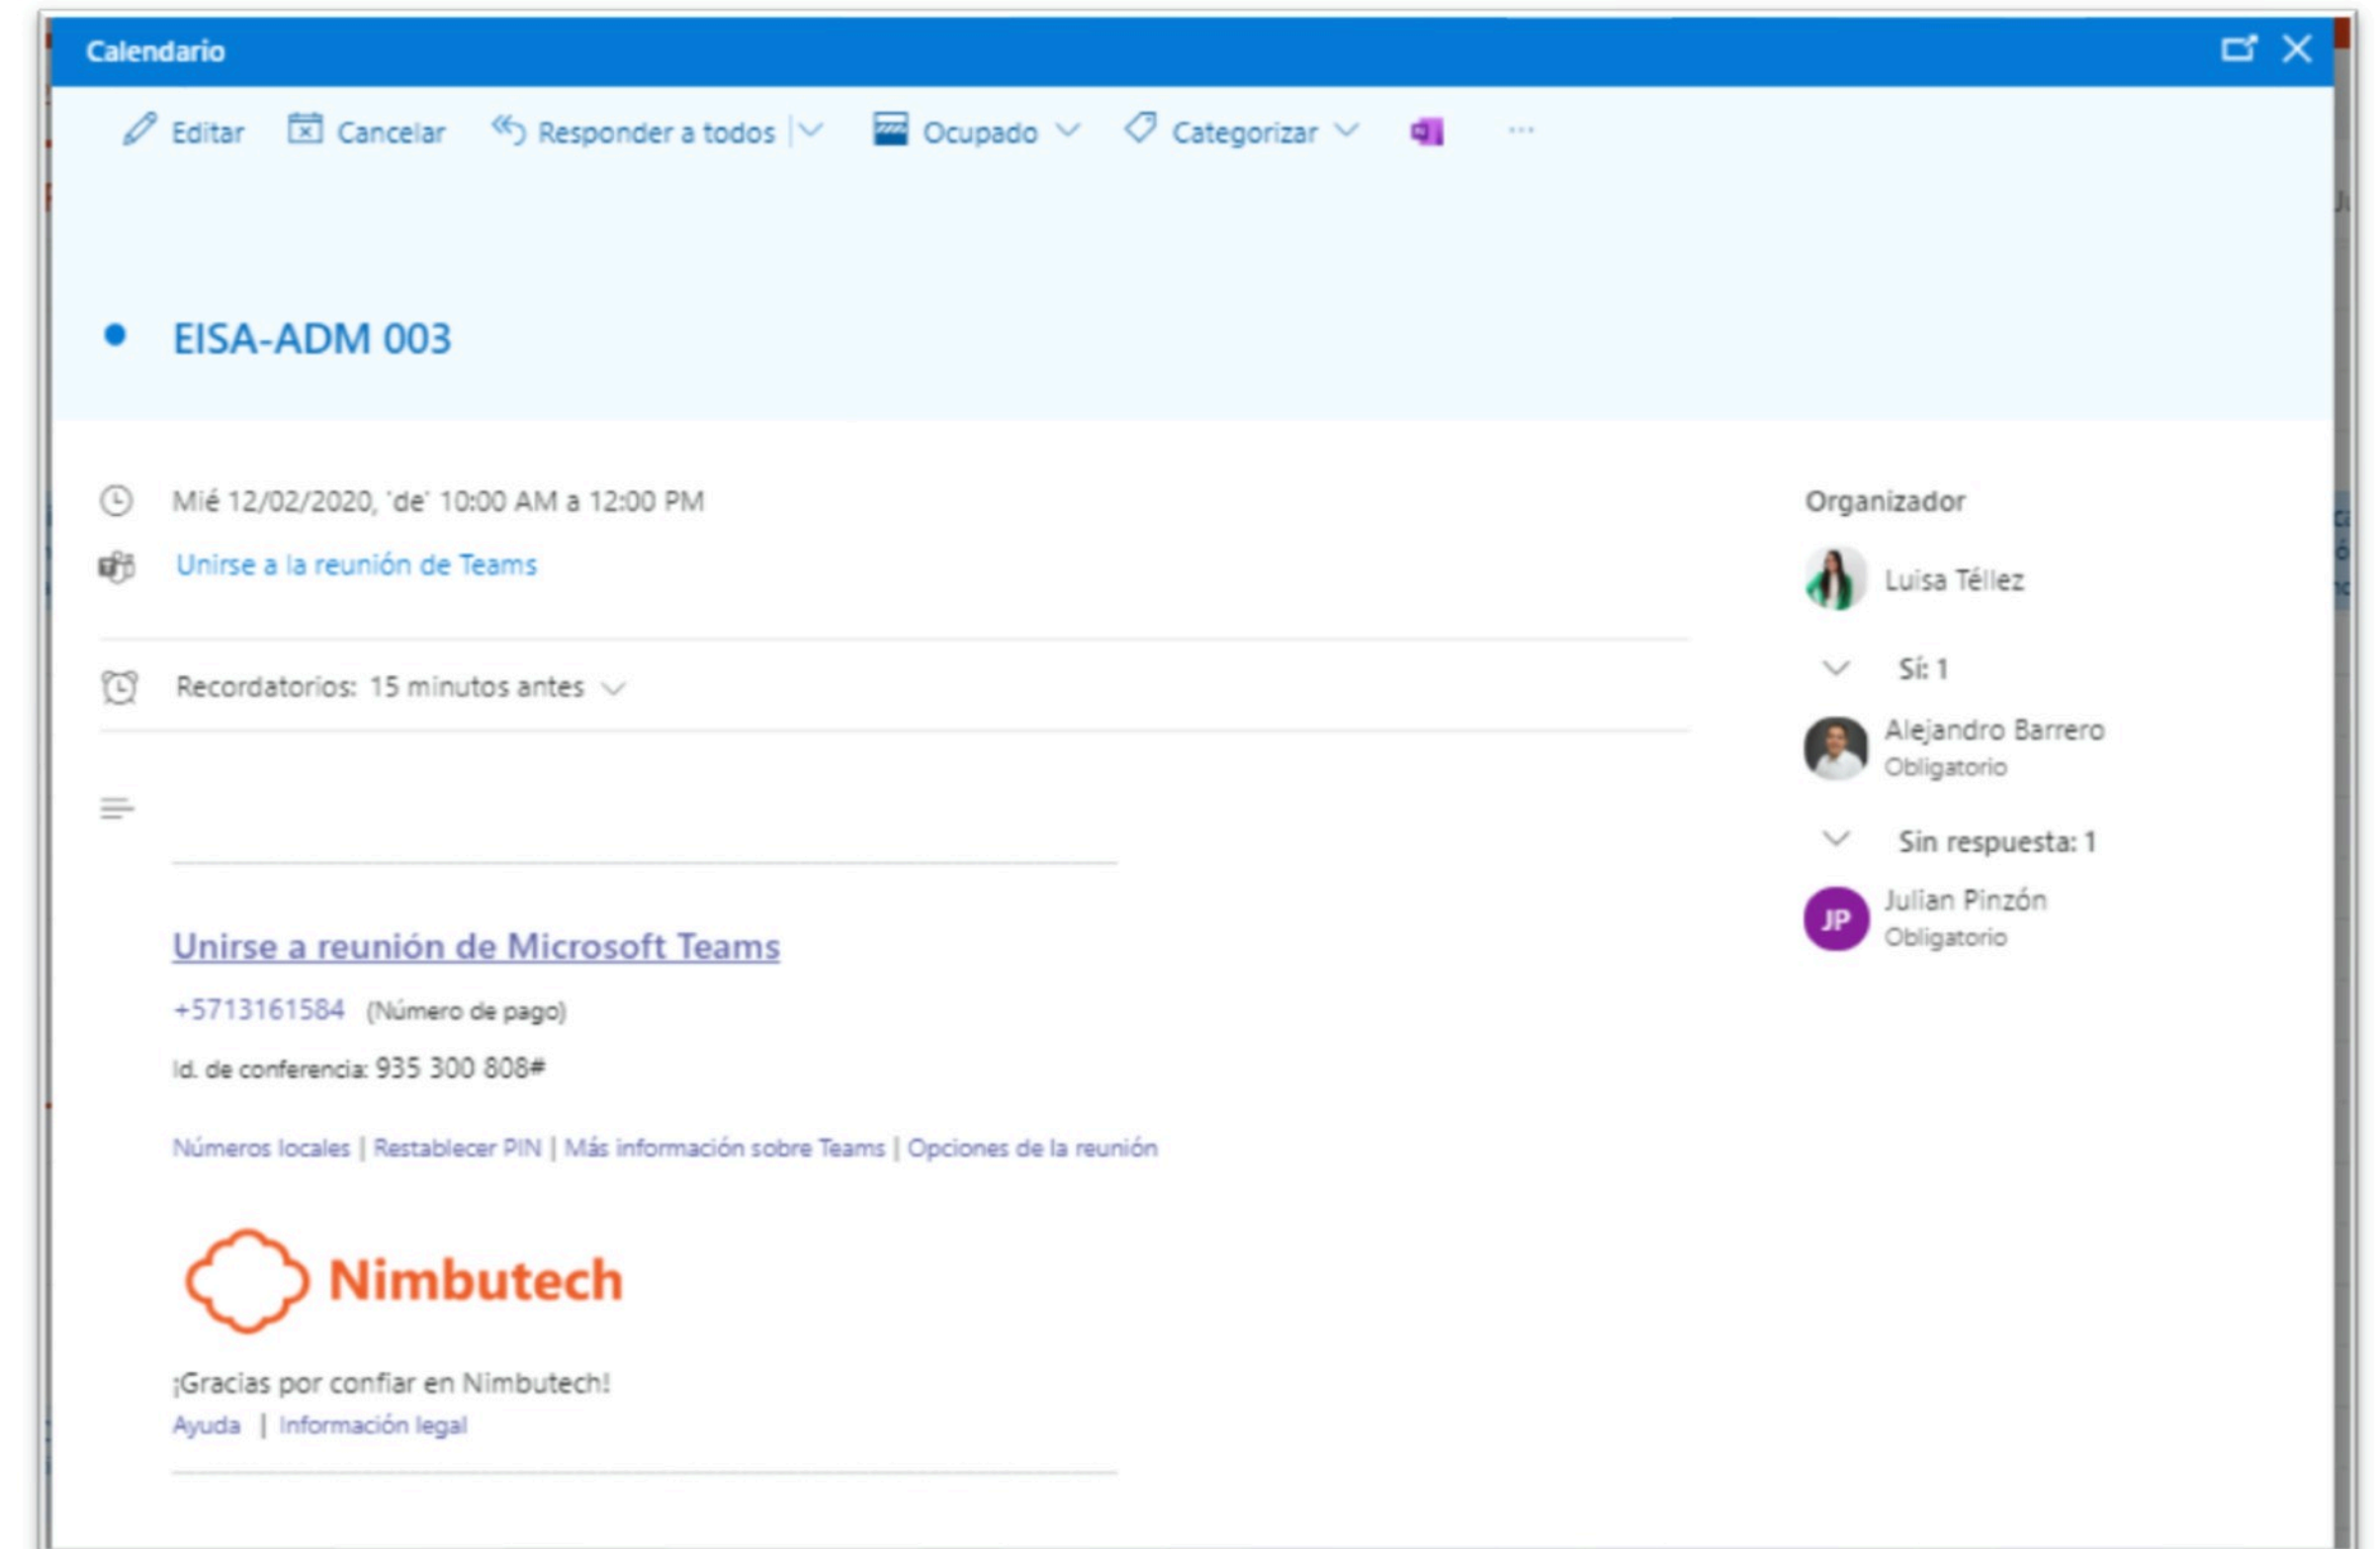 Calendario
Editar Cancelar Responder a todos Ocupado Categorizar ...
EISA-ADM 003
Mié 12/02/2020, 'de' 10:00 AM a 12:00 PM
Unirse a la reunión de Teams
Recordatorios: 15 minutos antes
Unirse a reunión de Microsoft Teams
+5713161584 (Número de pago)
Id. de conferencia: 935 300 808#
Números locales | Restablecer PIN | Más información sobre Teams | Opciones de la reunión
Nimbutech
¡Gracias por confiar en Nimbutech!
Ayuda | Información legal
Organizador
Luisa Téllez
Sí: 1
Alejandro Barrero
Obligatorio
Sin respuesta: 1
JP
Julian Pinzón
Obligatorio